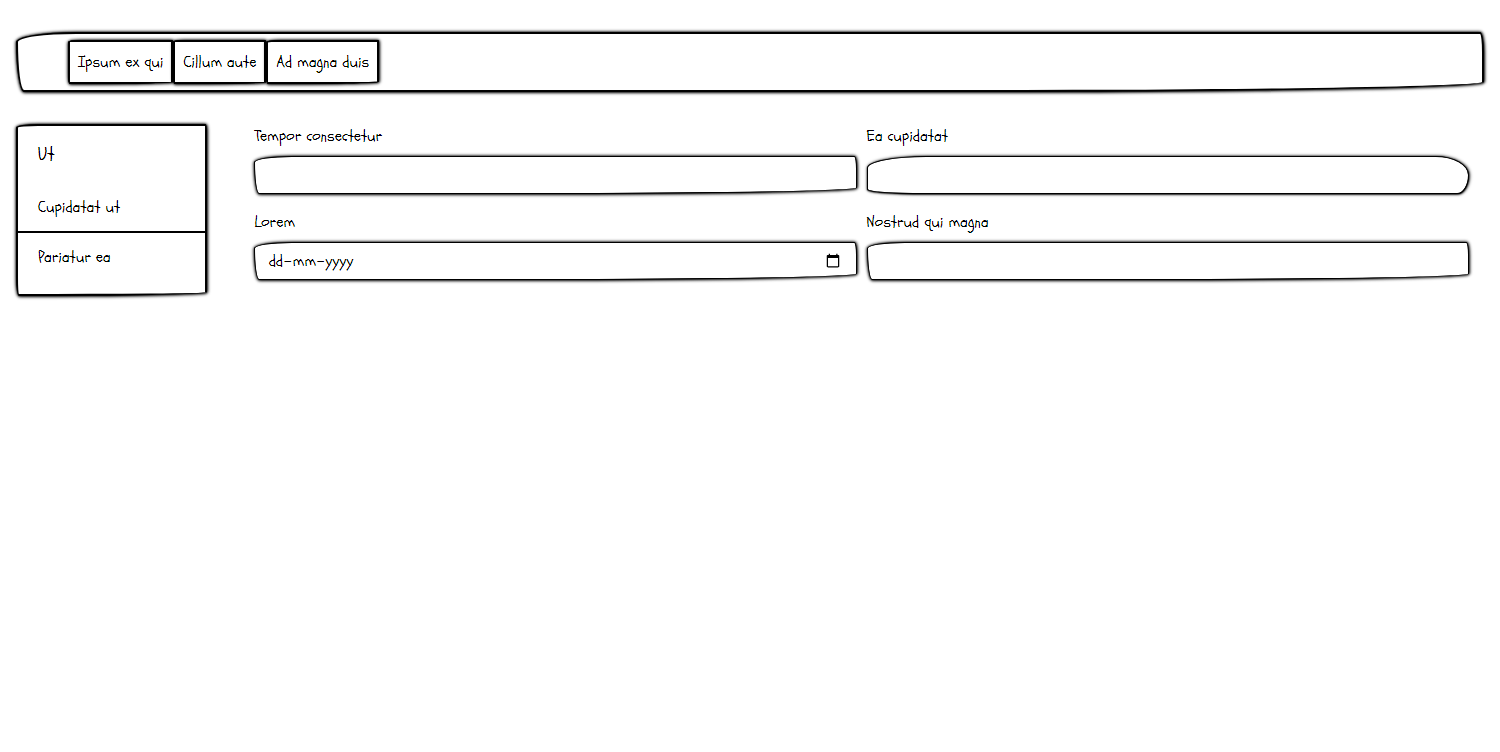 Ipsum ex qui
Cillum aute
Ad magna duis
Ut
Cupidatat ut
Pariatur ea
Tempor consectetur
Ea cupidatat
Lorem
dd-mm-yyyy
Nostrud qui magna